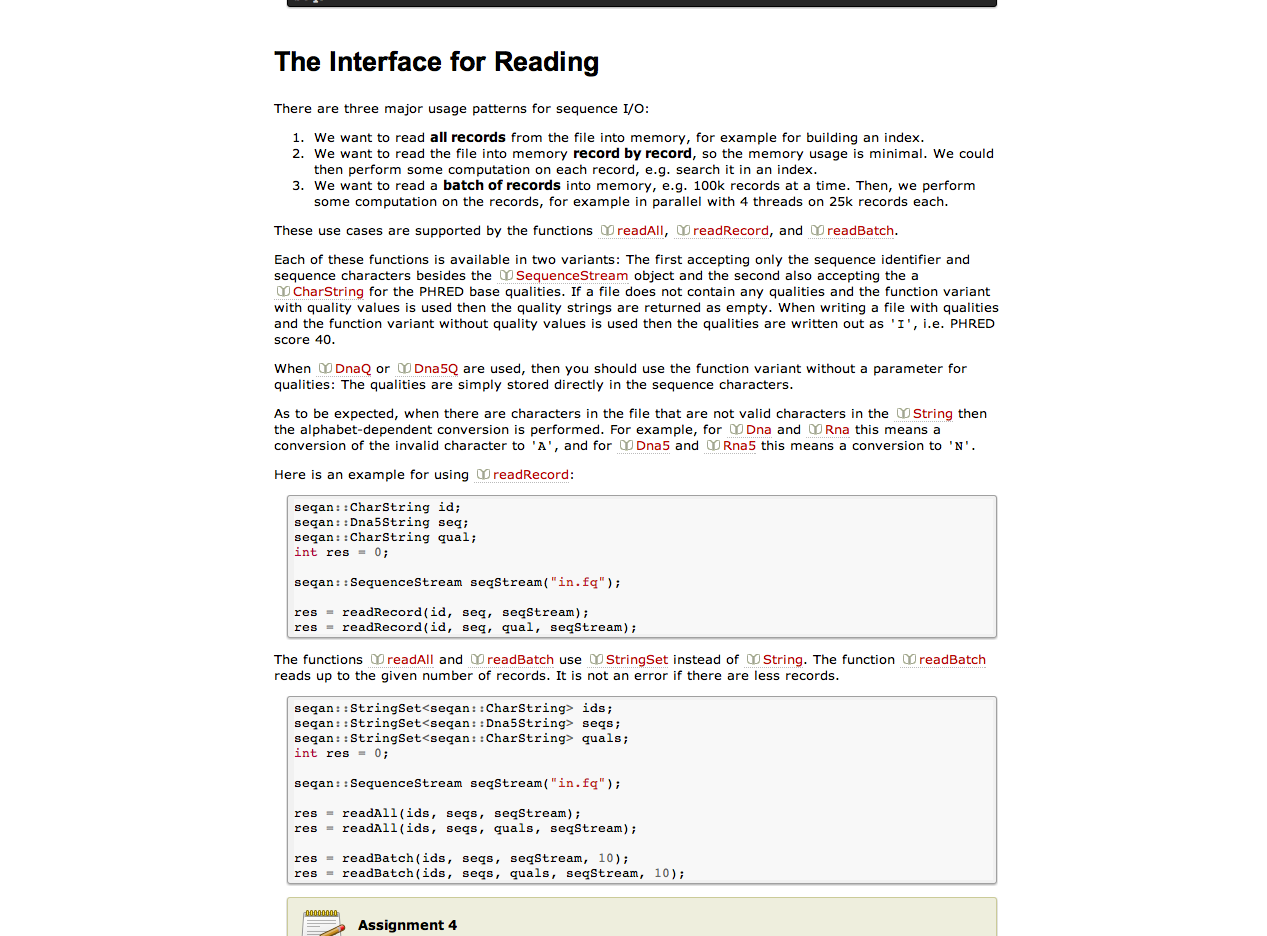 The Interface for Reading
There are three major usage patterns for sequence I/O:
1. We want to read all records from the file into memory, for example for building an index.
2. We want to read the file into memory record by record, so the memory usage is minimal. We could
then perform some computation on each record, e.g. search it in an index.
3. We want to read a batch of records into memory, e.g. 100k records at a time. Then, we perform
some computation on the records, for example in parallel with 4 threads on 25k records each.
These use cases are supported by the functions readAll, readRecord, and readBatch.
Each of these functions is available in two variants: The first accepting only the sequence identifier and
sequence characters besides the SequenceStream object and the second also accepting the a
CharString for the PHRED base qualities. If a file does not contain any qualities and the function variant
with quality values is used then the quality strings are returned as empty. When writing a file with qualities
and the function variant without quality values is used then the qualities are written out as 'I', i.e. PHRED
score 40.
When DnaQ or Dna5Q are used, then you should use the function variant without a parameter for
qualities: The qualities are simply stored directly in the sequence characters.
As to be expected, when there are characters in the file that are not valid characters in the String then
the alphabet-dependent conversion is performed. For example, for Dna and Rna this means a
conversion of the invalid character to 'A', and for Dna5 and Rna5 this means a conversion to 'N'.
Here is an example for using readRecord:
seqan::CharString id;
seqan::Dna5String seq;
seqan::CharString qual;
int res = 0;
seqan::SequenceStream seqStream("in.fq");
res = readRecord(id, seq, seqStream);
res = readRecord(id, seq, qual, seqStream);
The functions readAll and readBatch use StringSet instead of String. The function readBatch
reads up to the given number of records. It is not an error if there are less records.
seqan::StringSet<seqan::CharString> ids;
seqan::StringSet<seqan::Dna5String> seqs;
seqan::StringSet<seqan::CharString> quals;
int res = 0;
seqan::SequenceStream seqStream("in.fq");
res = readAll(ids, seqs, seqStream);
res = readAll(ids, seqs, quals, seqStream);
res = readBatch(ids, seqs, seqStream, 10);
res = readBatch(ids, seqs, quals, seqStream, 10);
Assignment 4